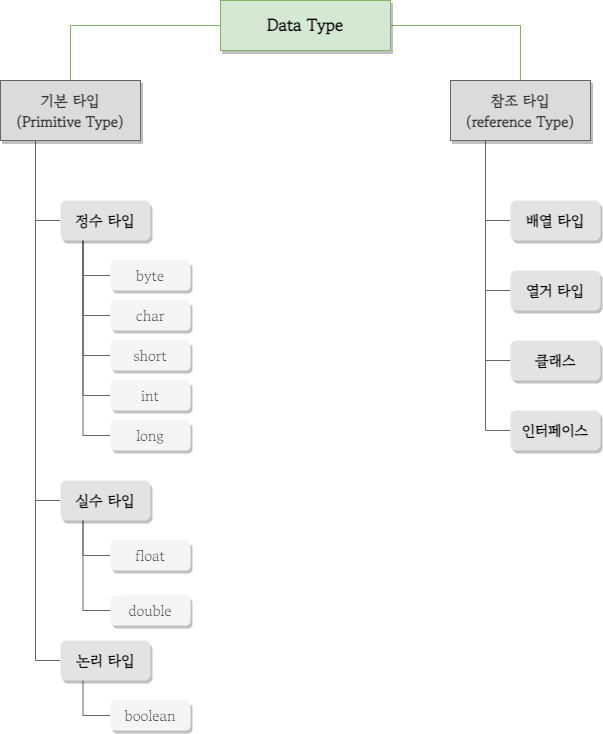 Data Type
기본 타입
(Primitive Type)
정수 타입
byte
char
short
int
long
실수 타입
float
double
논리 타입
boolean
참조 타입
(reference Type)
배열 타입
열거 타입
클래스
인터페이스